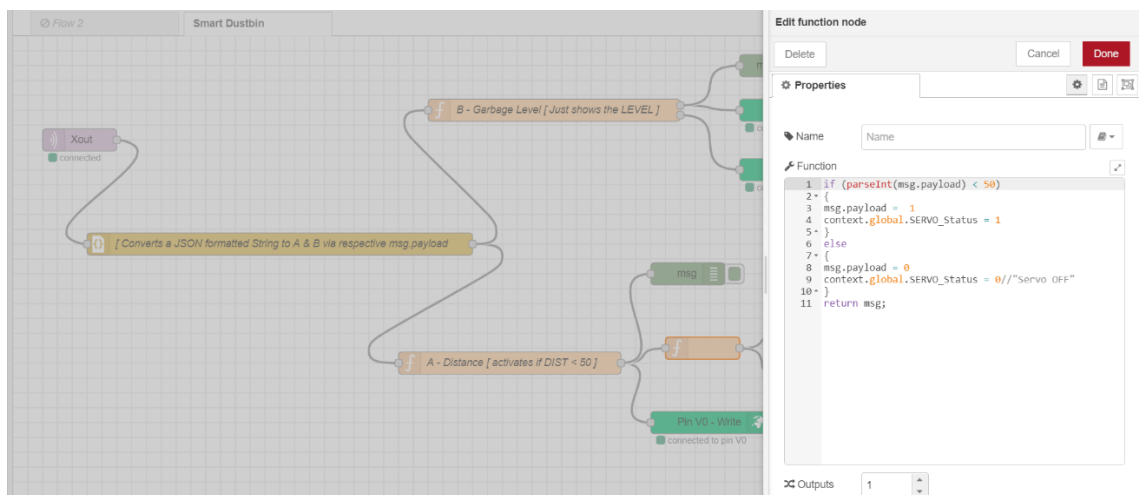 Flow 2
Smart Dustbin
Xout
connected
B - Garbage Level [ Just shows the LEVEL ]
[ Converts a JSON formatted String to A & B via respective msg.payload
msg
A - Distance [ activates if DIST < 50 ]
Pin V0 - Write
connected to pin V0
Edit function node
Delete
Cancel
Done
Properties
Name
Name
Function
1 if (parseInt(msg.payload) < 50)
2 {
3 msg.payload = 1
4 context.global.SERVO_Status = 1
5 }
6 else
7 {
8 msg.payload = 0
9 context.global.SERVO_Status = 0//"Servo OFF"
10 }
11 return msg;
Outputs
1